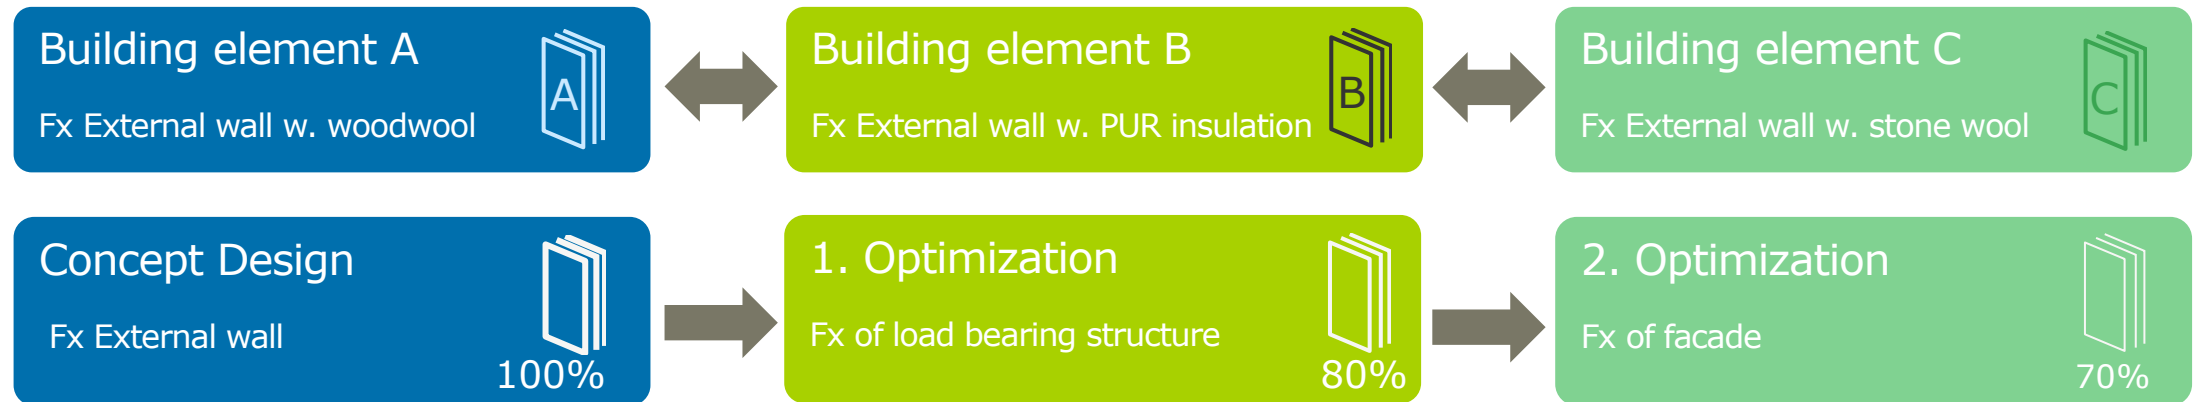 Building element A
Fx External wall w. woodwool
A
Building element B
Fx External wall w. PUR insulation
B
Building element C
Fx External wall w. stone wool
C
Concept Design
Fx External wall
100%
1. Optimization
Fx of load bearing structure
80%
2. Optimization
Fx of facade
70%